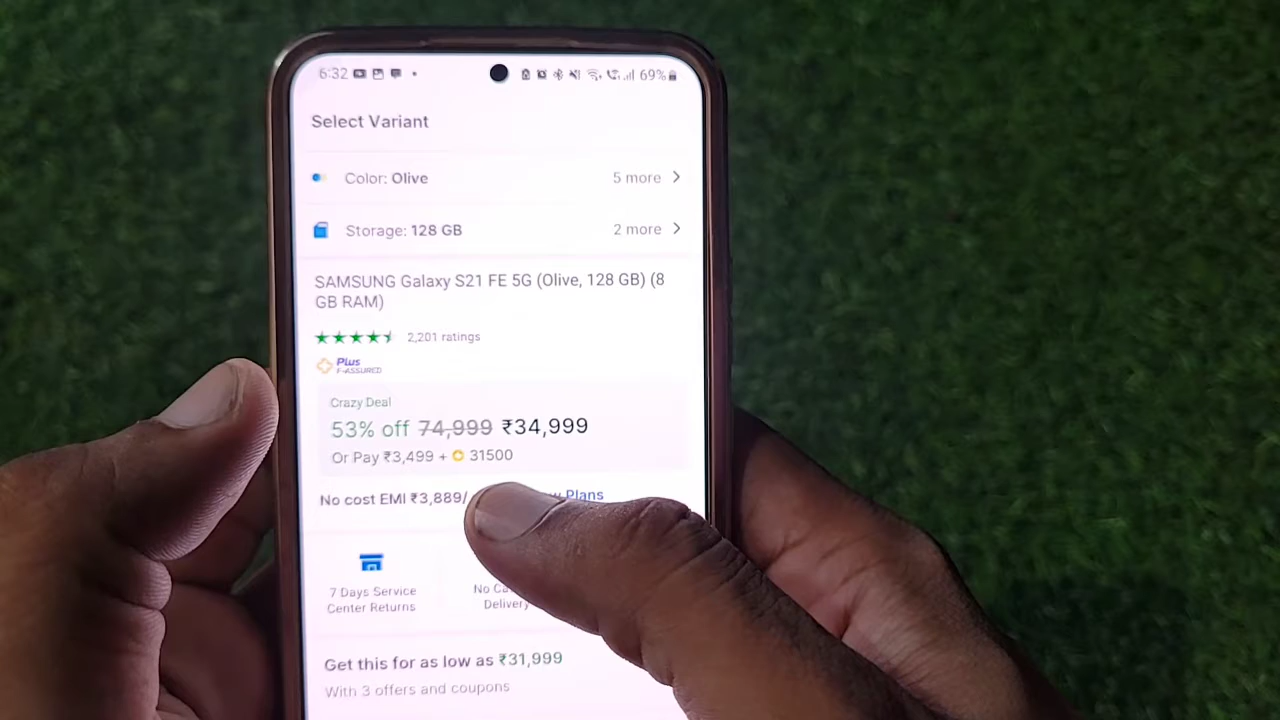 6:32
69%
Select Variant
Color: Olive
5 more
Storage: 128 GB
2 more
SAMSUNG Galaxy S21 FE 5G (Olive, 128 GB) (8
GB RAM)
2,201 ratings
Plus
F-ASSURED
Crazy Deal
53% off 74,999 ₹34,999
Or Pay ₹3,499 + 31500
No cost EMI ₹3,889/ Plans
7 Days Service
Center Returns
No
Delivery
Get this for as low as ₹31,999
With 3 offers and coupons